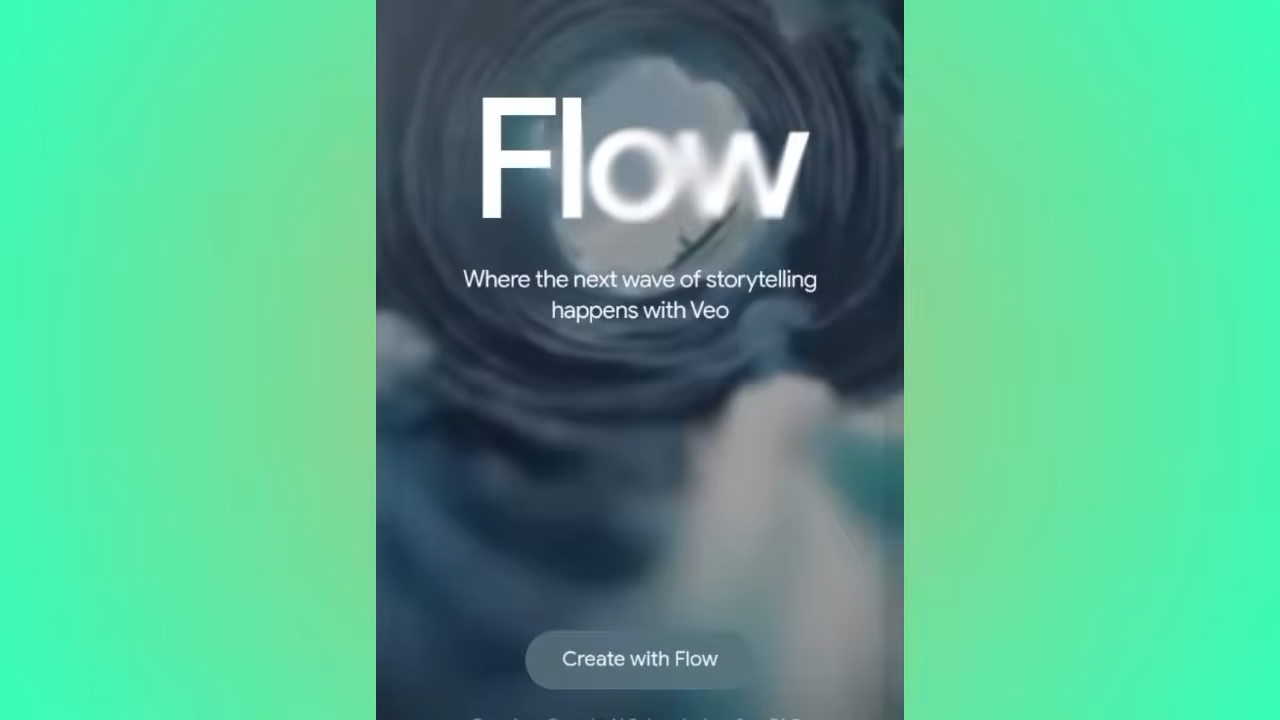 Flow
Where the next wave of storytelling
happens with Veo
Create with Flow